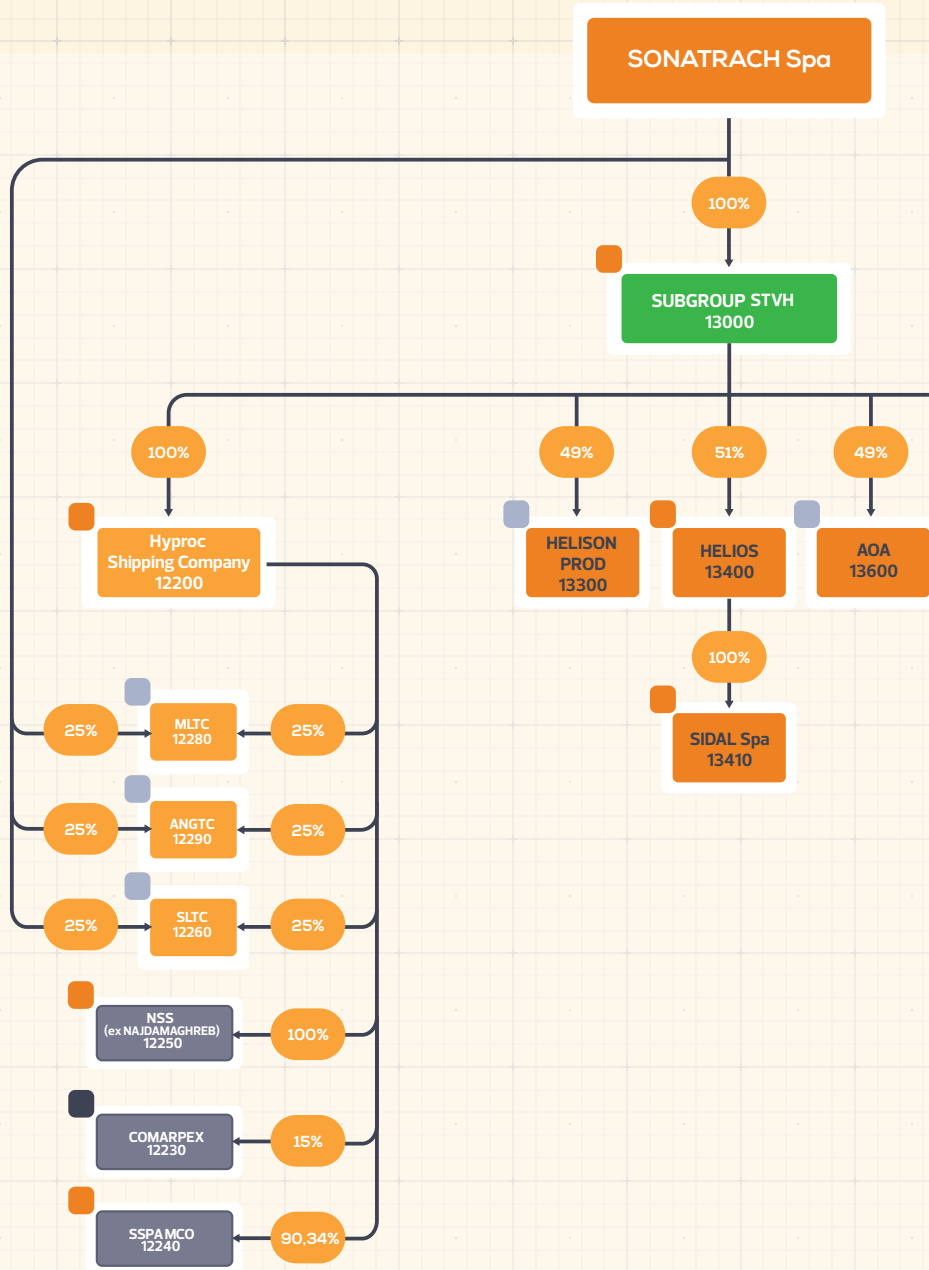 SONATRACH Spa
100%
SUBGROUP STVH
13000
100%
49%
51%
49%
Hyproc
Shipping Company
12200
HELISON
PROD
13300
HELIOS
13400
AOA
13600
100%
SIDAL Spa
13410
25%
MLTC
12280
25%
25%
ANGTC
12290
25%
25%
SLTC
12260
25%
NSS
(ex NAJDAMAGHREB)
12250
100%
COMARPEX
12230
15%
SSPAMCO
12240
90,34%